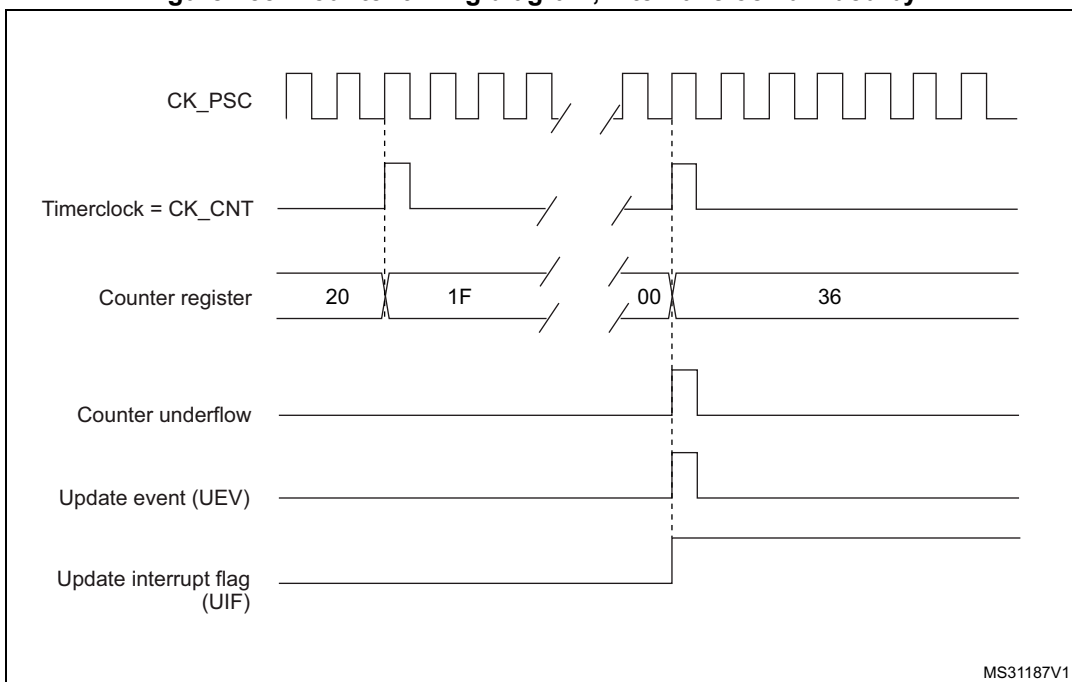 CK_PSC
Timerclock = CK_CNT
Counter register
20
1F
00
36
Counter underflow
Update event (UEV)
Update interrupt flag
(UIF)
MS31187V1